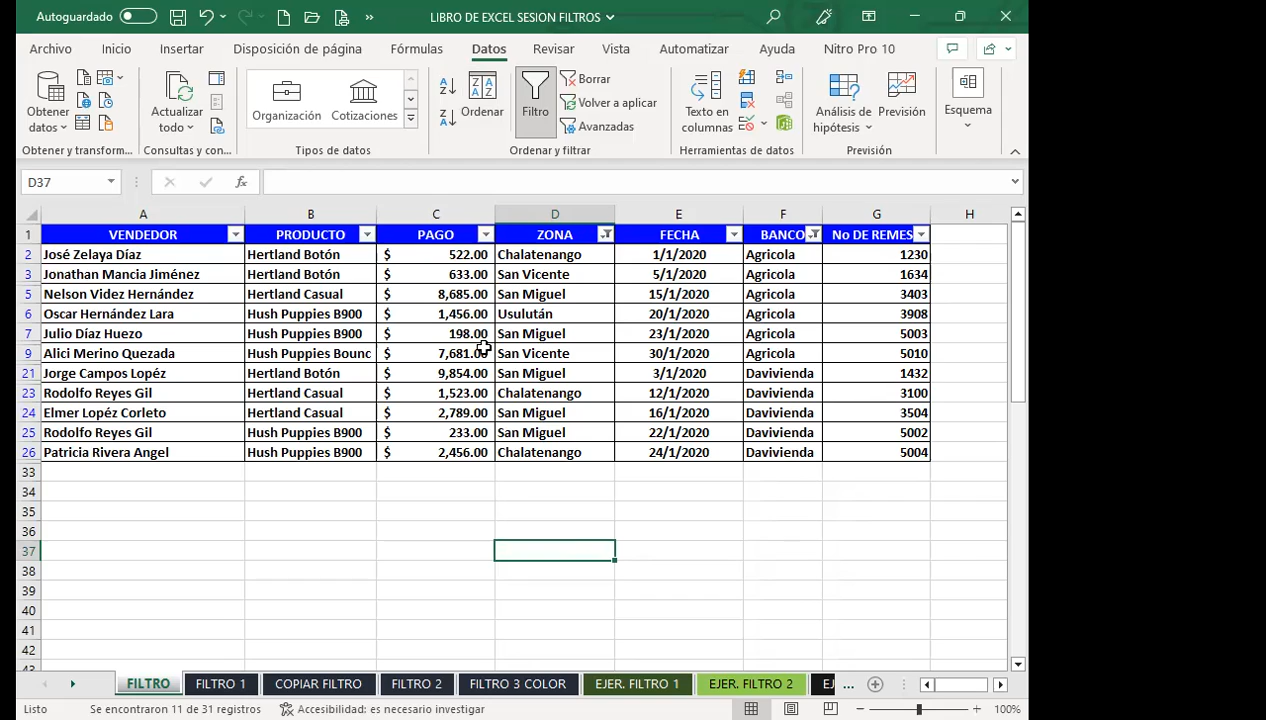 Autoguardado
LIBRO DE EXCEL SESION FILTROS
Archivo Inicio Insertar Disposición de página Fórmulas Datos Revisar Vista Automatizar Ayuda Nitro Pro 10
Obtener datos
Actualizar todo
Organización
Cotizaciones
Ordenar
Filtro
Borrar
Volver a aplicar
Avanzadas
Texto en columnas
Análisis de hipótesis
Previsión
Esquema
Obtener y transform... Consultas y con... Tipos de datos Ordenar y filtrar Herramientas de datos Previsión
D37
A B C D E F G H
1 VENDEDOR PRODUCTO PAGO ZONA FECHA BANCO No DE REMES
2 José Zelaya Díaz Hertland Botón $ 522.00 Chalatenango 1/1/2020 Agricola 1230
3 Jonathan Mancia Jiménez Hertland Botón $ 633.00 San Vicente 5/1/2020 Agricola 1634
5 Nelson Videz Hernández Hertland Casual $ 8,685.00 San Miguel 15/1/2020 Agricola 3403
6 Oscar Hernández Lara Hush Puppies B900 $ 1,456.00 Usulután 20/1/2020 Agricola 3908
7 Julio Díaz Huezo Hush Puppies B900 $ 198.00 San Miguel 23/1/2020 Agricola 5003
9 Alici Merino Quezada Hush Puppies Bounc $ 7,681.00 San Vicente 30/1/2020 Agricola 5010
21 Jorge Campos Lopéz Hertland Botón $ 9,854.00 San Miguel 3/1/2020 Davivienda 1432
23 Rodolfo Reyes Gil Hertland Casual $ 1,523.00 Chalatenango 12/1/2020 Davivienda 3100
24 Elmer Lopéz Corleto Hertland Casual $ 2,789.00 San Miguel 16/1/2020 Davivienda 3504
25 Rodolfo Reyes Gil Hush Puppies B900 $ 233.00 San Miguel 22/1/2020 Davivienda 5002
26 Patricia Rivera Angel Hush Puppies B900 $ 2,456.00 Chalatenango 24/1/2020 Davivienda 5004
33
34
35
36
37
38
39
40
41
42
43
FILTRO FILTRO 1 COPIAR FILTRO FILTRO 2 FILTRO 3 COLOR EJER. FILTRO 1 EJER. FILTRO 2 EJ ...
Listo Se encontraron 11 de 31 registros Accesibilidad: es necesario investigar 100%